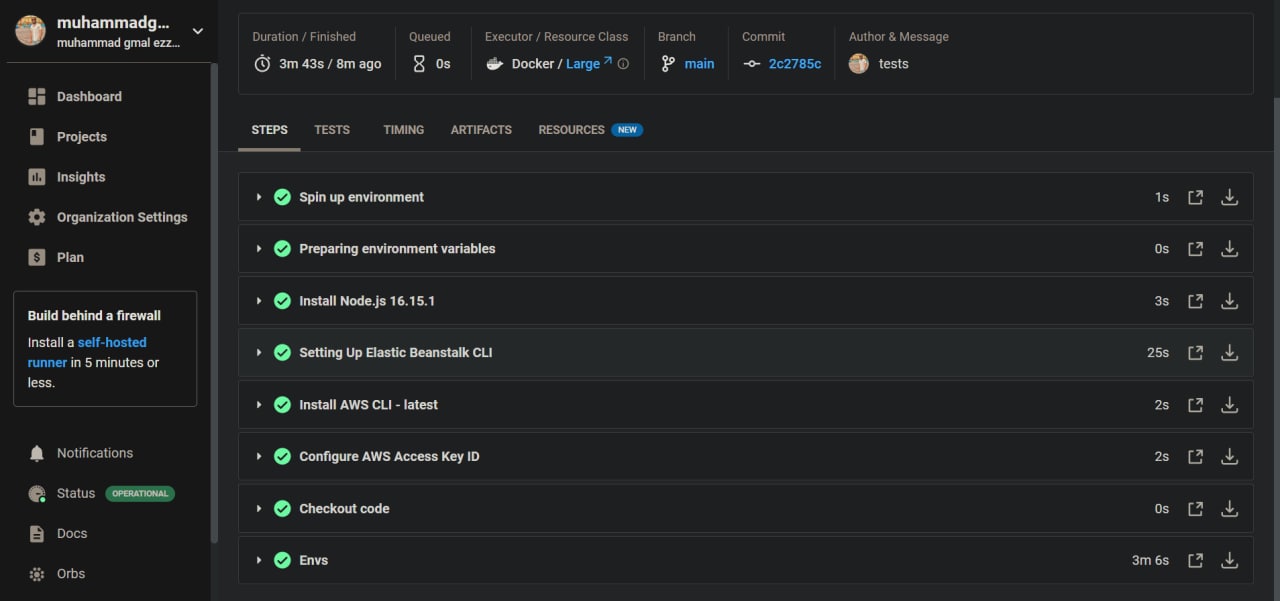 muhammadg...
muhammad gmal ezz...
Dashboard
Projects
Insights
Organization Settings
Plan
Build behind a firewall
Install a self-hosted
runner in 5 minutes or
less.
Notifications
Status OPERATIONAL
Docs
Orbs
Duration / Finished
3m 43s / 8m ago
Queued
0s
Executor / Resource Class
Docker / Large
Branch
main
Commit
2c2785c
Author & Message
tests
STEPS TESTS TIMING ARTIFACTS RESOURCES NEW
Spin up environment 1s
Preparing environment variables 0s
Install Node.js 16.15.1 3s
Setting Up Elastic Beanstalk CLI 25s
Install AWS CLI - latest 2s
Configure AWS Access Key ID 2s
Checkout code 0s
Envs 3m 6s